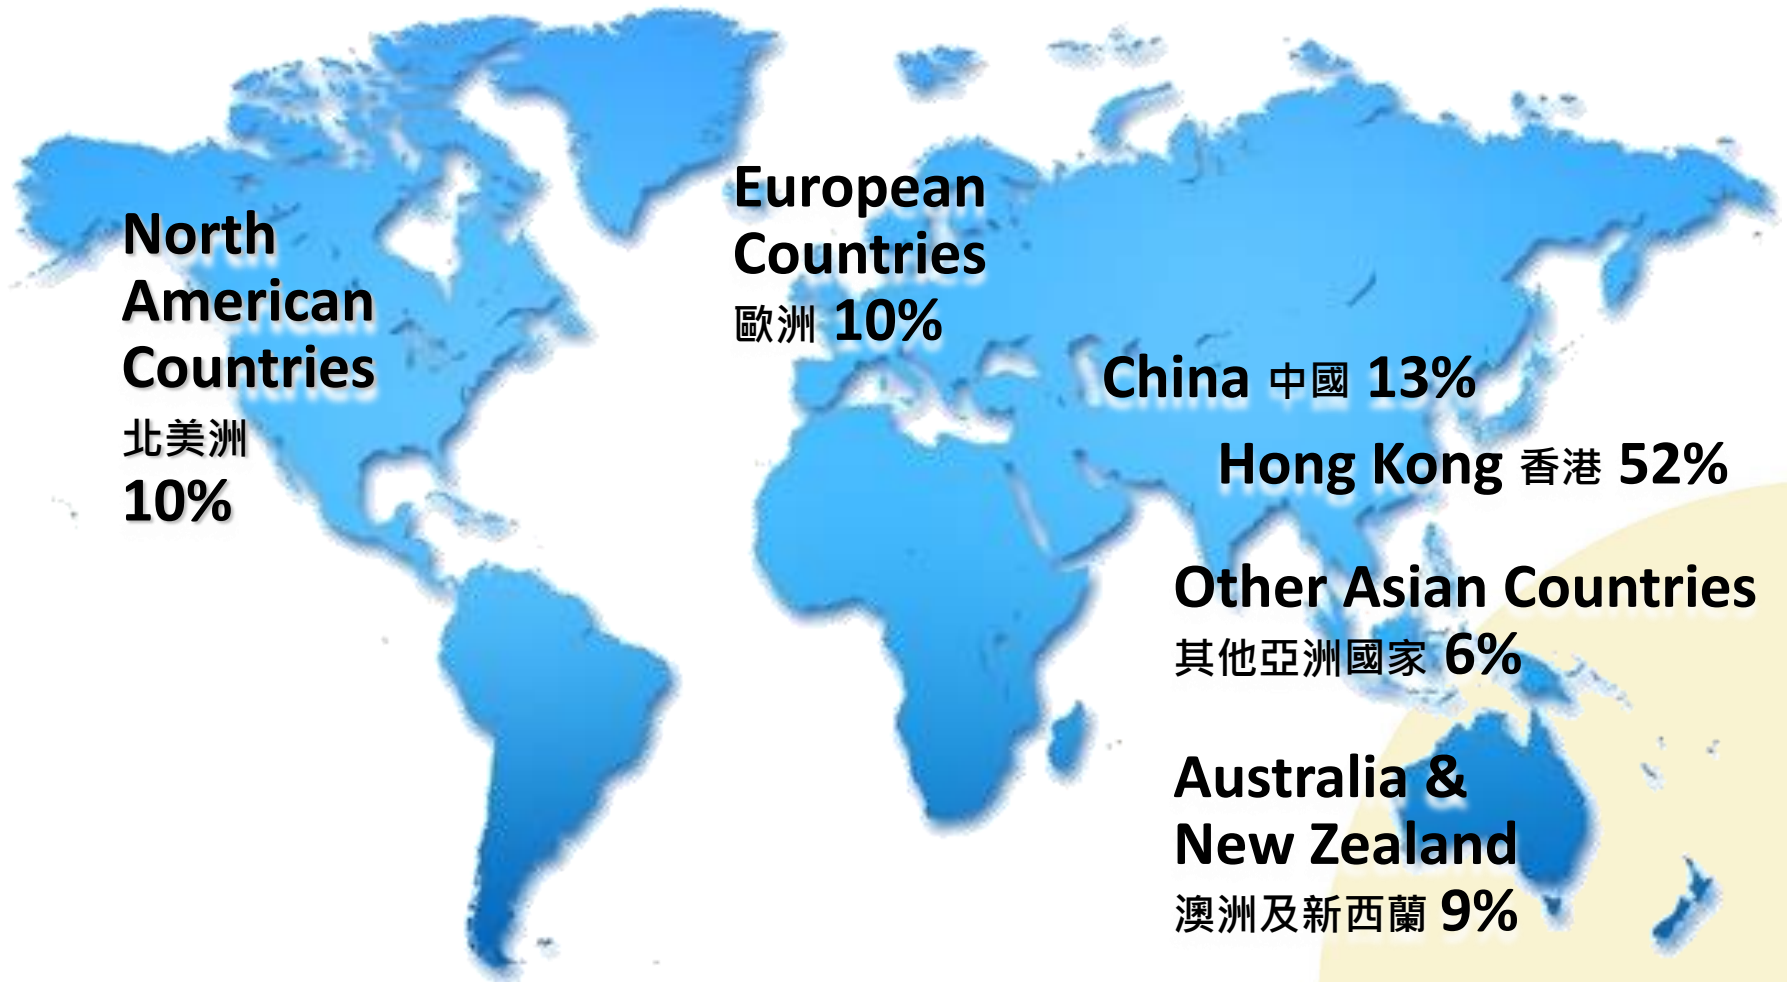 North
American
Countries
北美洲
10%
European
Countries
歐洲 10%
China 中國 13%
Hong Kong 香港 52%
Other Asian Countries
其他亞洲國家 6%
Australia &
New Zealand
澳洲及新西蘭 9%